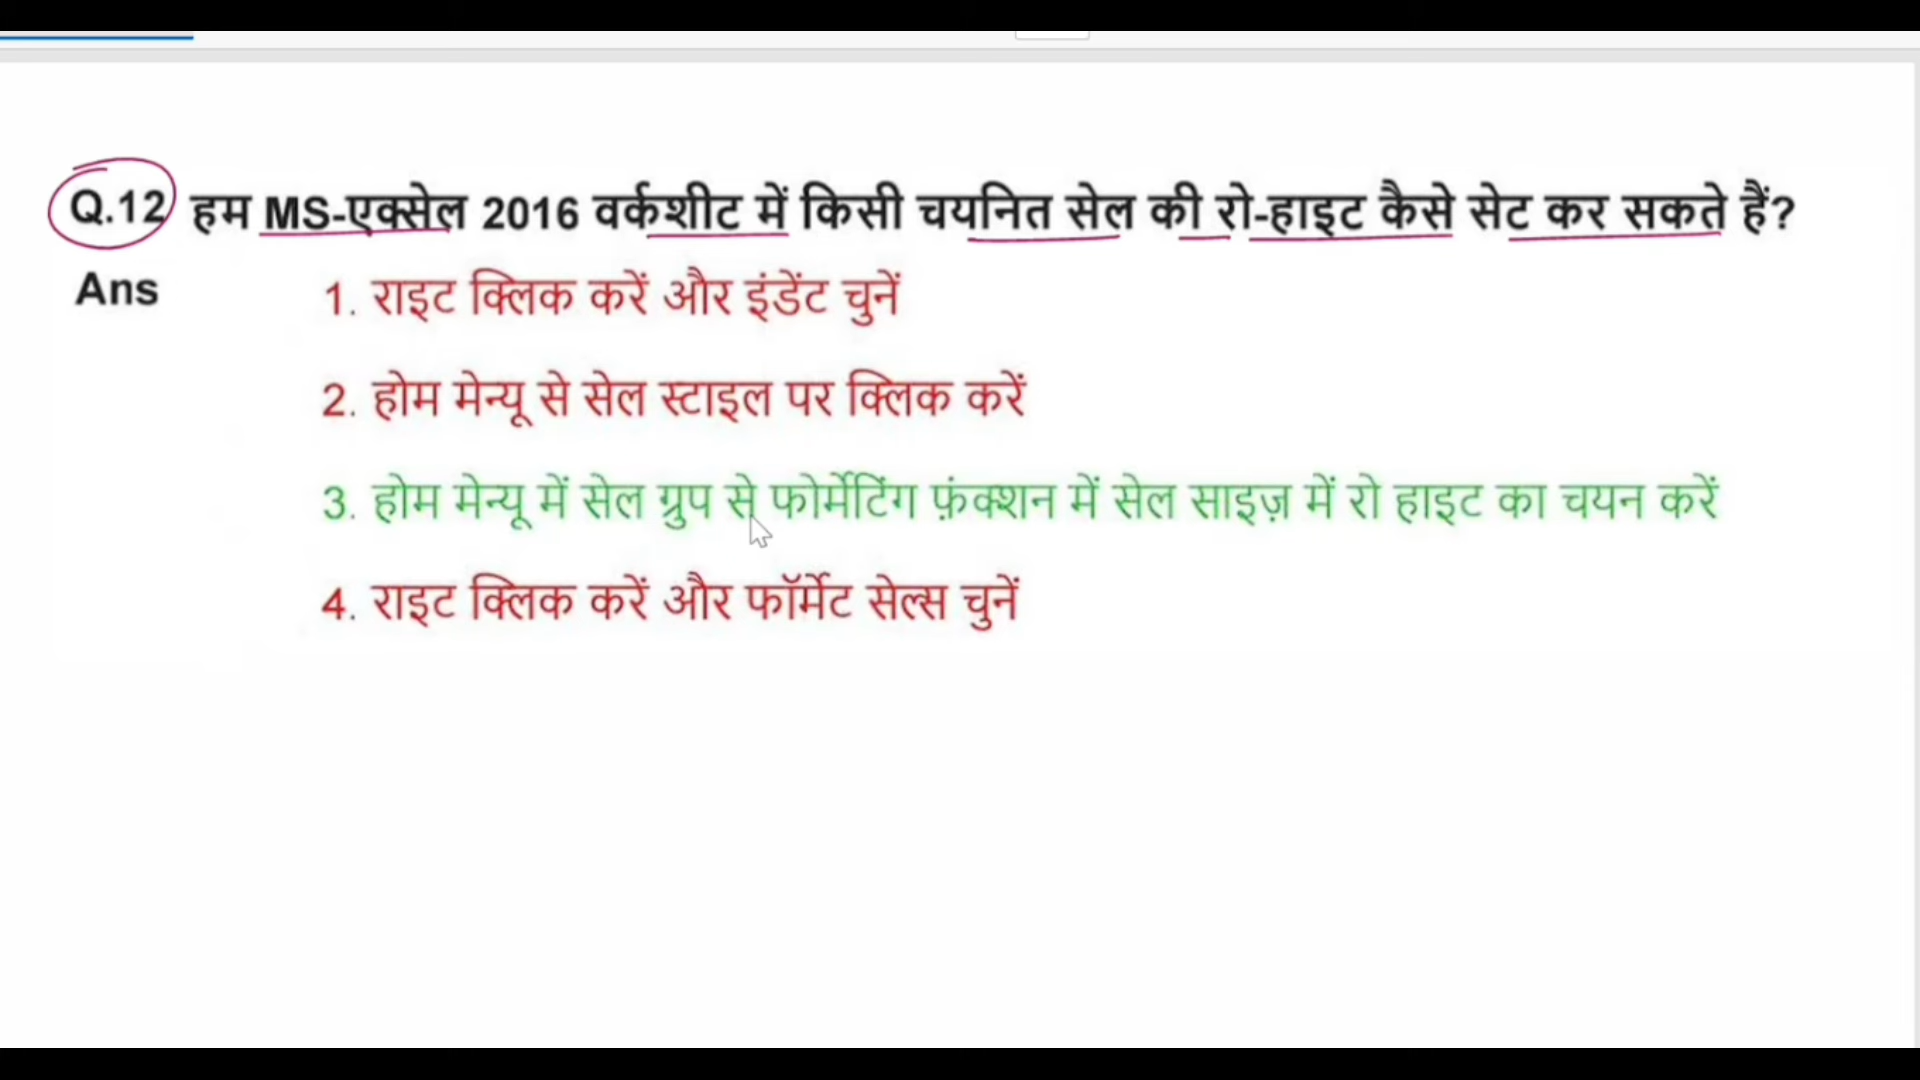 Q.12 हम MS-एक्सेल 2016 वर्कशीट में किसी चयनित सेल की रो-हाइट कैसे सेट कर सकते हैं?
Ans 1. राइट क्लिक करें और इंडेंट चुनें
2. होम मेन्यू से सेल स्टाइल पर क्लिक करें
3. होम मेन्यू में सेल ग्रुप से फोर्मेटिंग फ़ंक्शन में सेल साइज़ में रो हाइट का चयन करें
4. राइट क्लिक करें और फॉर्मेट सेल्स चुनें